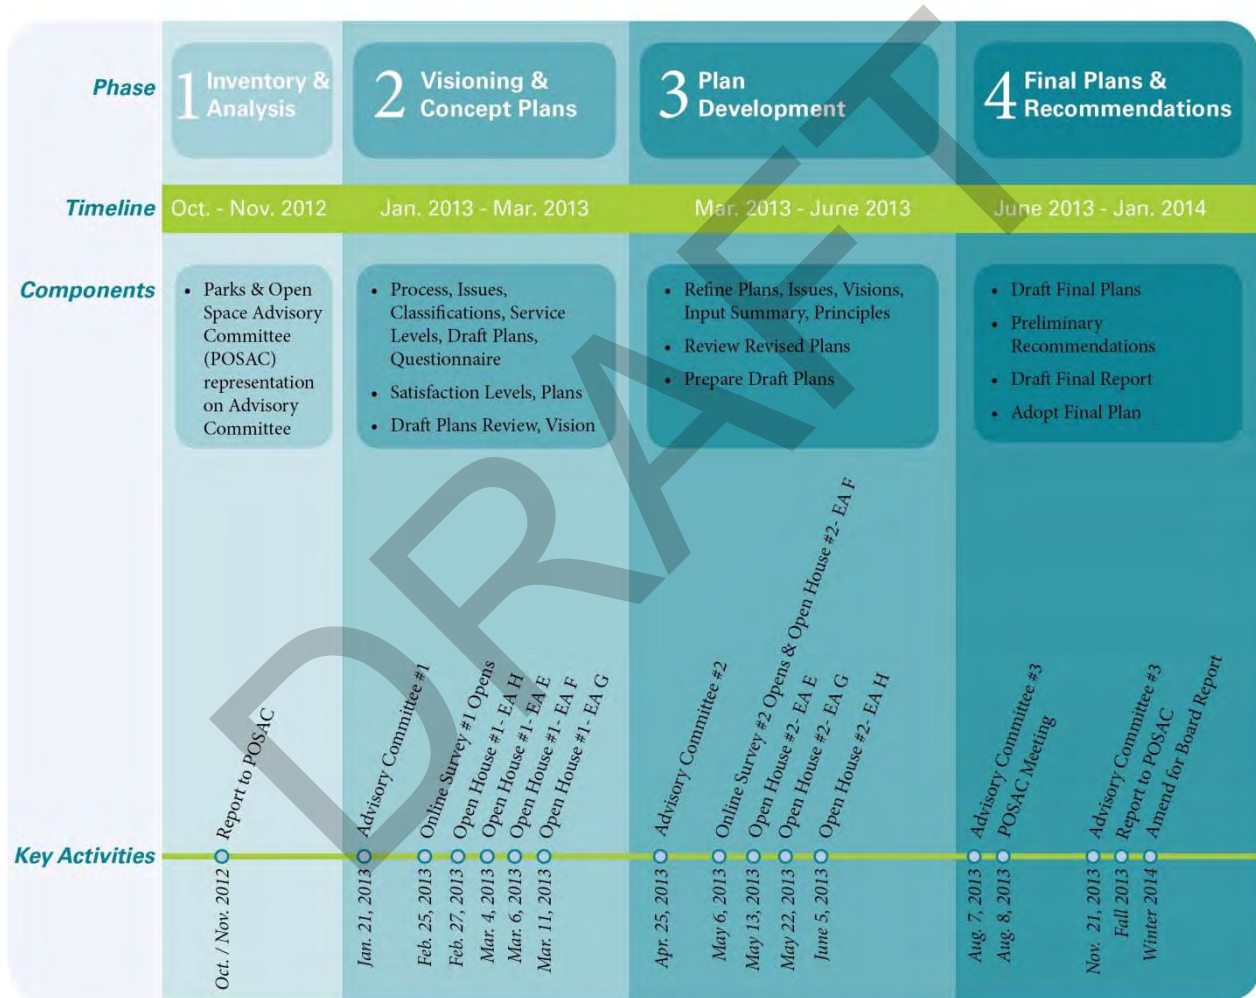 Phase
1 Inventory &
Analysis
2 Visioning &
Concept Plans
3 Plan
Development
4 Final Plans &
Recommendations
Timeline
Oct. - Nov. 2012
Jan. 2013 - Mar. 2013
Mar. 2013 - June 2013
June 2013 - Jan. 2014
Components
• Parks & Open
Space Advisory
Committee
(POSAC)
representation
on Advisory
Committee
• Process, Issues,
Classifications, Service
Levels, Draft Plans,
Questionnaire
• Satisfaction Levels, Plans
• Draft Plans Review, Vision
• Refine Plans, Issues, Visions,
Input Summary, Principles
• Review Revised Plans
• Prepare Draft Plans
• Draft Final Plans
• Preliminary
Recommendations
• Draft Final Report
• Adopt Final Plan
DRAFT
Key Activities
Report to POSAC
Advisory Committee #1
Online Survey #1 Opens
Open House #1- EA H
Open House #1- EA E
Open House #1- EA F
Open House #1- EA G
Advisory Committee #2
Online Survey #2 Opens & Open House #2- EA F
Open House #2- EA E
Open House #2- EA G
Open House #2- EA H
Advisory Committee #3
POSAC Meeting
Advisory Committee #3
Report to POSAC
Amend for Board Report
Oct. / Nov. 2012
Jan. 21, 2013
Feb. 25, 2013
Feb. 27, 2013
Mar. 4, 2013
Mar. 6, 2013
Mar. 11, 2013
Apr. 25, 2013
May 6, 2013
May 13, 2013
May 22, 2013
June 5, 2013
Aug. 7, 2013
Aug. 8, 2013
Nov. 21, 2013
Fall 2013
Winter 2014